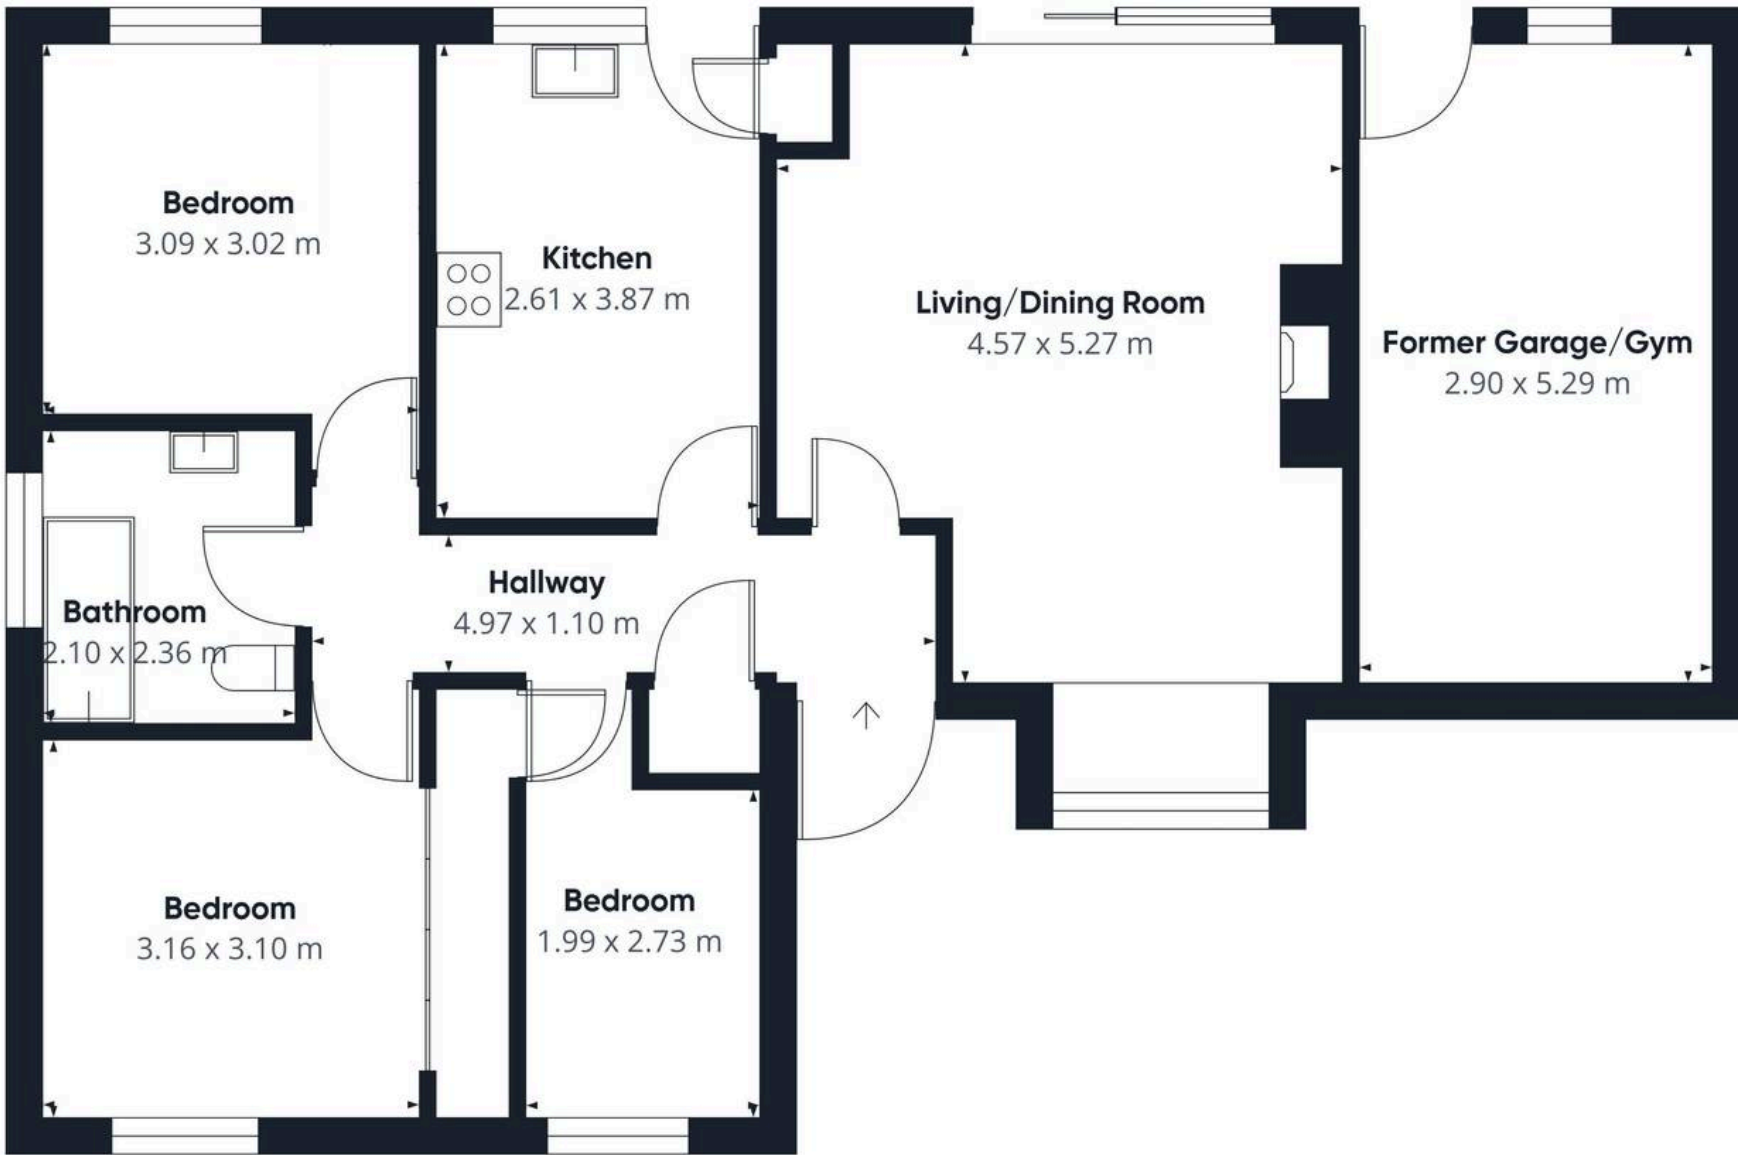 Bedroom
3.09 x 3.02 m
Kitchen
2.61 x 3.87 m
Living/Dining Room
4.57 x 5.27 m
Former Garage/Gym
2.90 x 5.29 m
Hallway
4.97 x 1.10 m
Bathroom
2.10 x 2.36 m
Bedroom
3.16 x 3.10 m
Bedroom
1.99 x 2.73 m